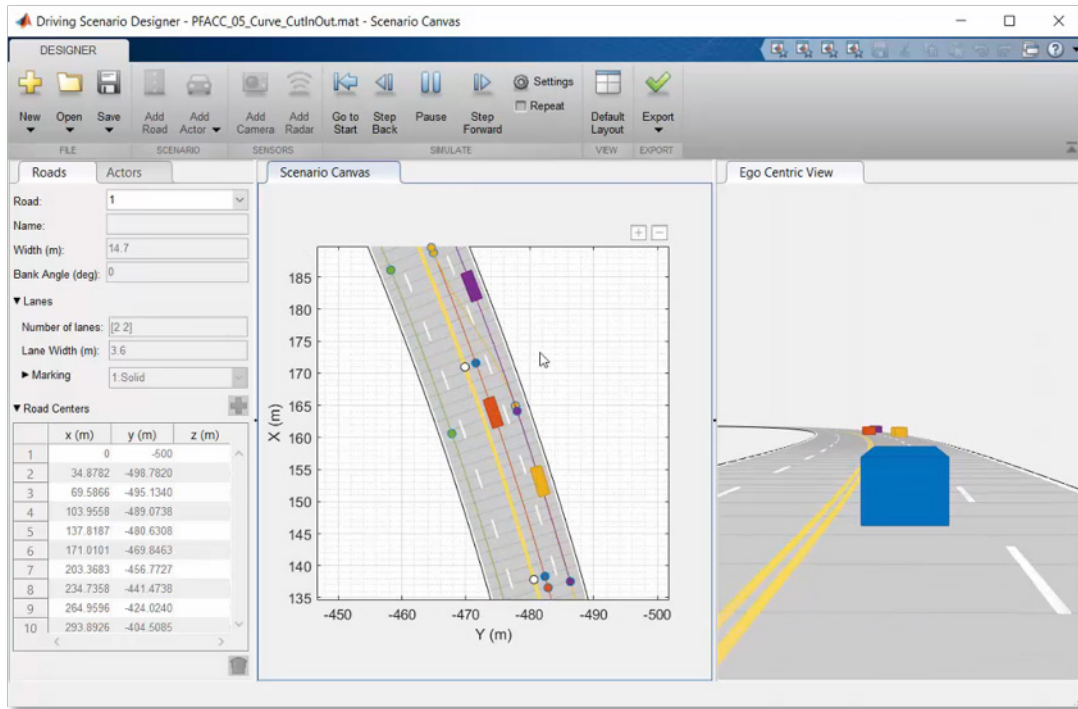 Driving Scenario Designer - PFACC_05_Curve_CutInOut.mat - Scenario Canvas
DESIGNER
New Open Save Add Road Add Actor Add Camera Add Radar Go to Start Step Back Pause Step Forward Settings Default Layout Export
Repeat
FILE SCENARIO SENSORS SIMULATE VIEW EXPORT
Roads Actors
Road: 1
Name:
Width (m): 14.7
Bank Angle (deg): 0
Lanes
Number of lanes: [2 2]
Lane Width (m): 3.6
Marking 1:Solid
Road Centers
x (m) y (m) z (m)
1 0 -500
2 34.8782 -498.7820
3 69.5866 -495.1340
4 103.9558 -489.0738
5 137.8187 -480.6308
6 171.0101 -469.8463
7 203.3683 -456.7727
8 234.7358 -441.4738
9 264.9596 -424.0240
10 293.8926 -404.5085
Scenario Canvas
185
180
175
170
165
160
155
150
145
140
135
X (m)
-450 -460 -470 -480 -490 -500
Y (m)
Ego Centric View